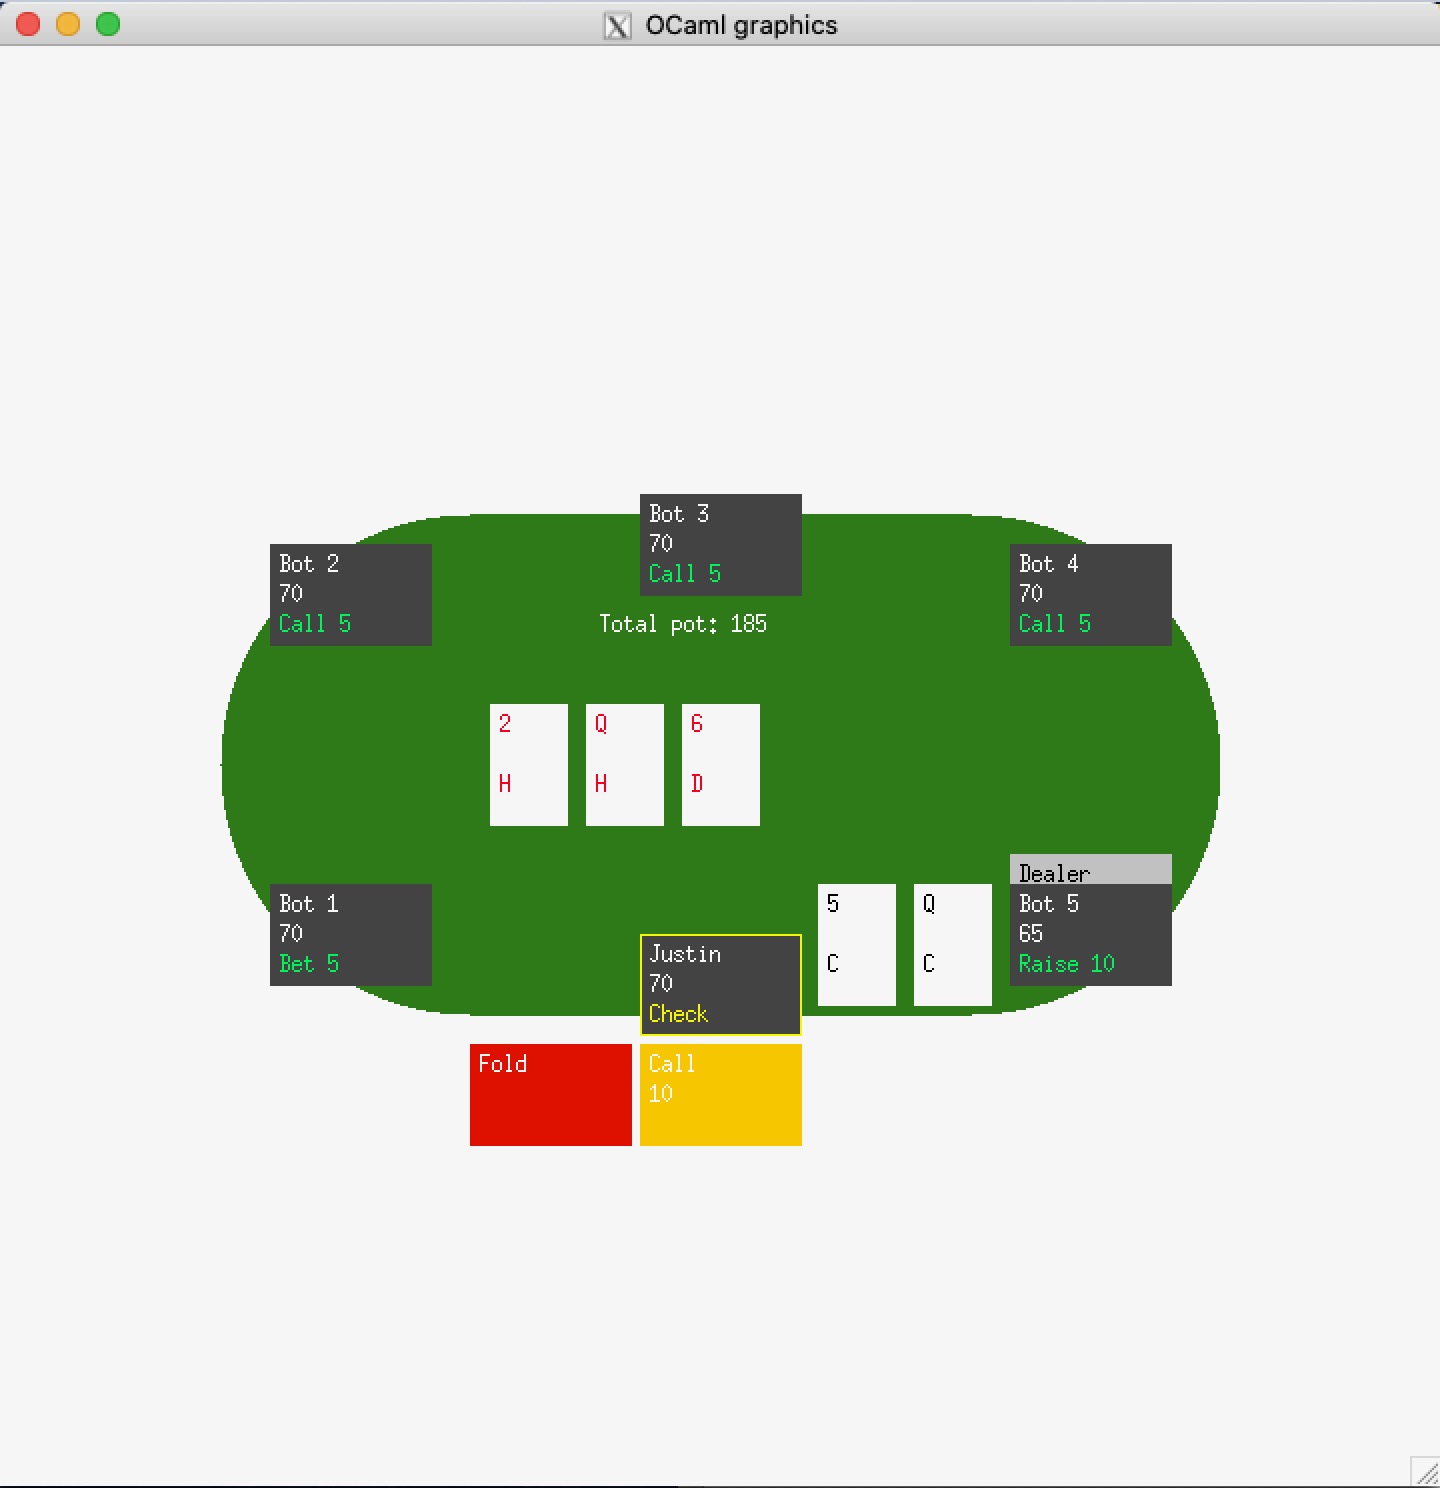 OCaml graphics
Bot 3
70
Call 5
Bot 2
70
Call 5
Bot 4
70
Call 5
Total pot: 185
2
H
Q
H
6
D
Bot 1
70
Bet 5
Justin
70
Check
5
C
Q
C
Dealer
Bot 5
65
Raise 10
Fold
Call
10